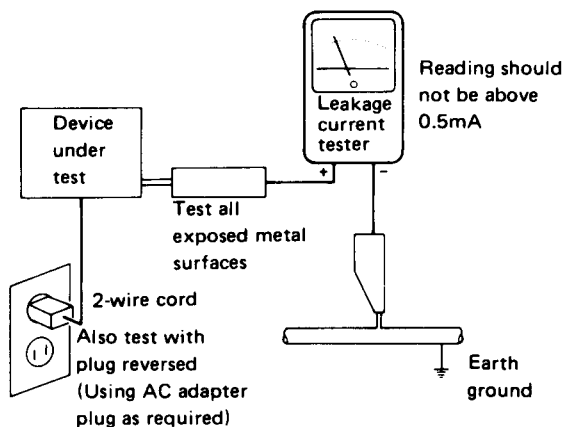 Reading should
not be above
0.5mA
Leakage
current
tester
+
-
Device
under
test
Test all
exposed metal
surfaces
2-wire cord
Also test with
plug reversed
(Using AC adapter
plug as required)
Earth
ground